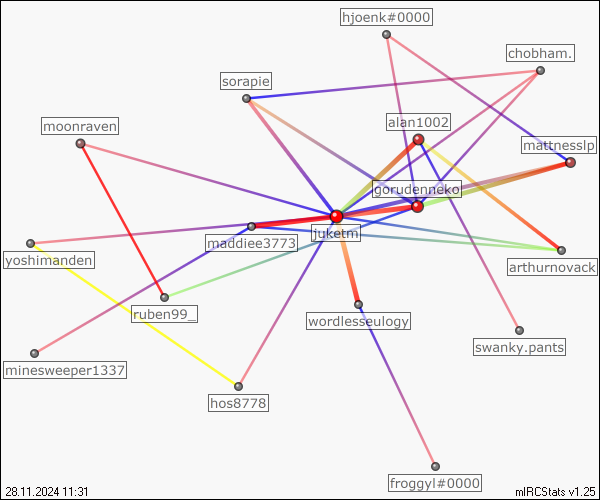 hjoenk#0000
chobham.
sorapie
alan1002
moonraven
mattnesslp
gorudenneko
juketm
maddiee3773
yoshimanden
arthurnovack
ruben99_
wordlesseulogy
swanky.pants
minesweeper1337
hos8778
froggyl#0000
28.11.2024 11:31
mIRCStats v1.25